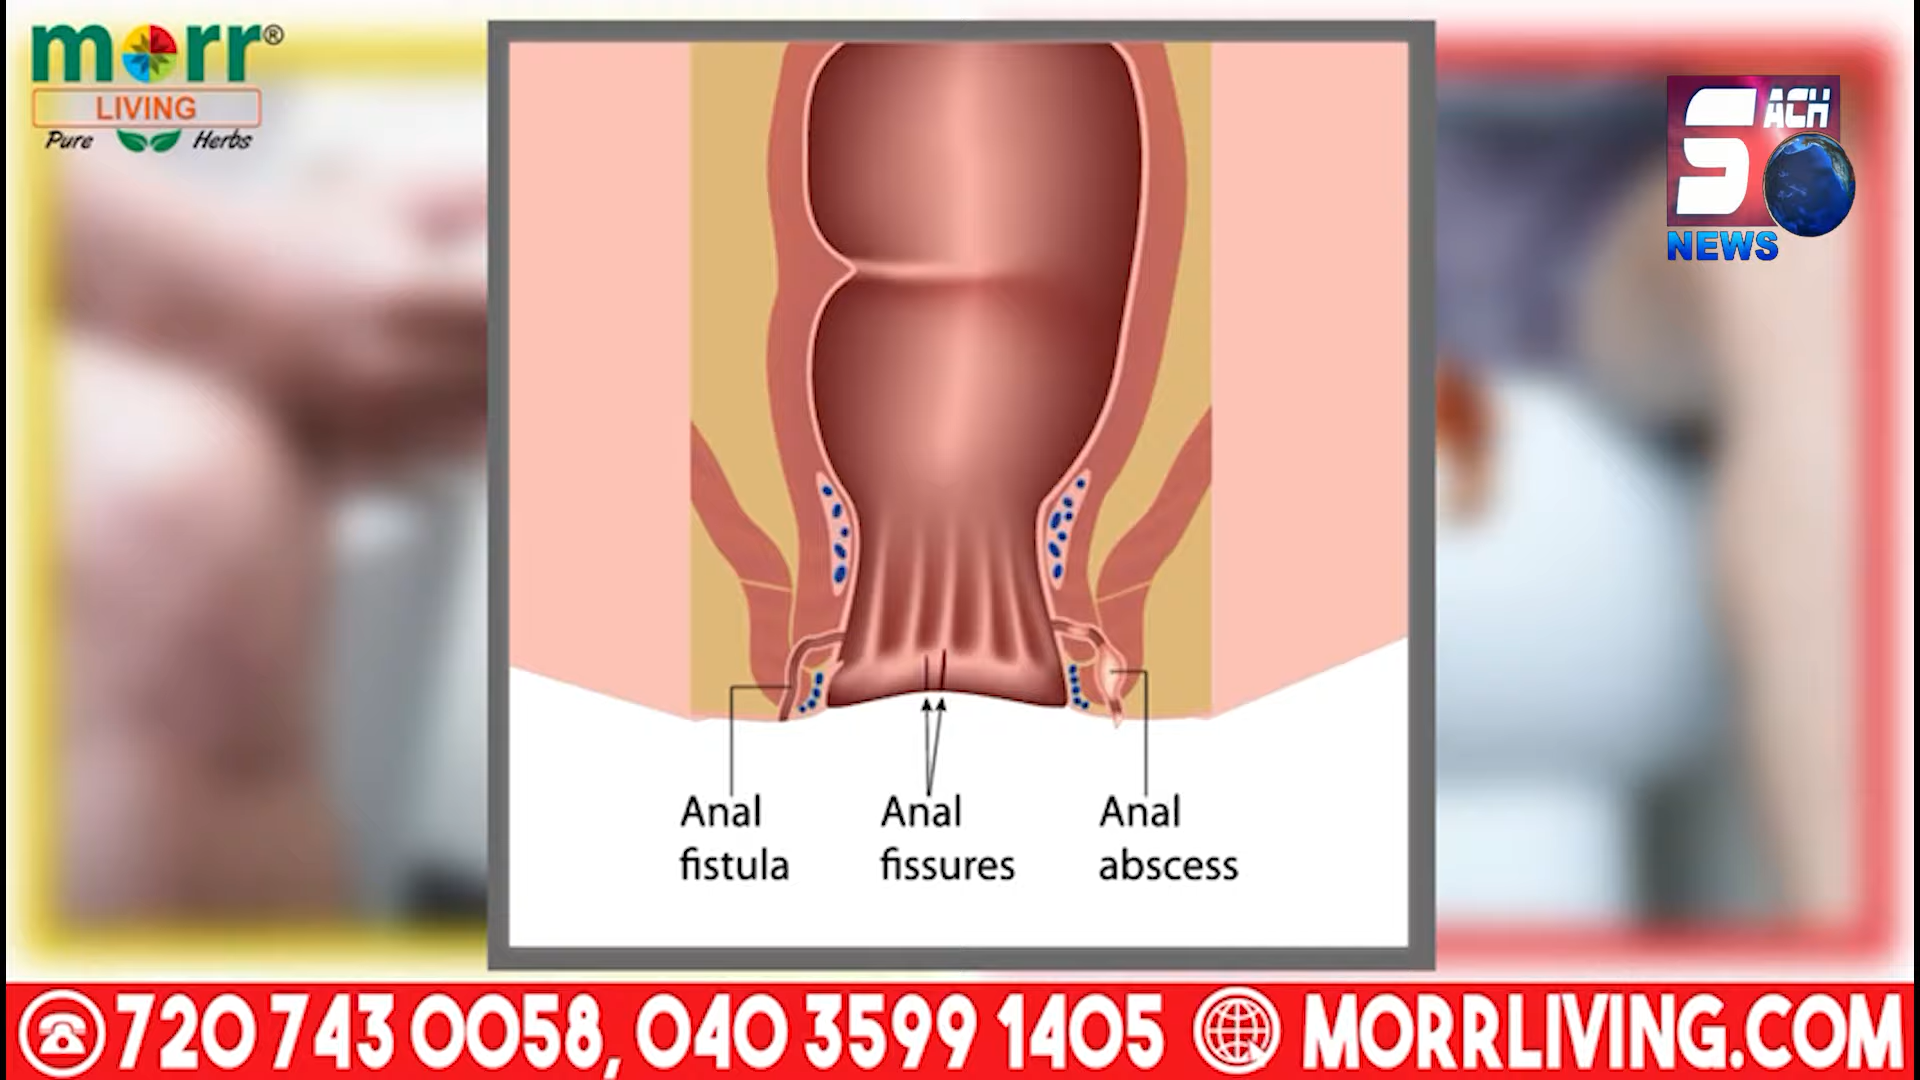 morr®
LIVING
Pure Herbs
SACH
NEWS
Anal
fistula
Anal
fissures
Anal
abscess
720 743 0058, 040 3599 1405 MORRLIVING.COM